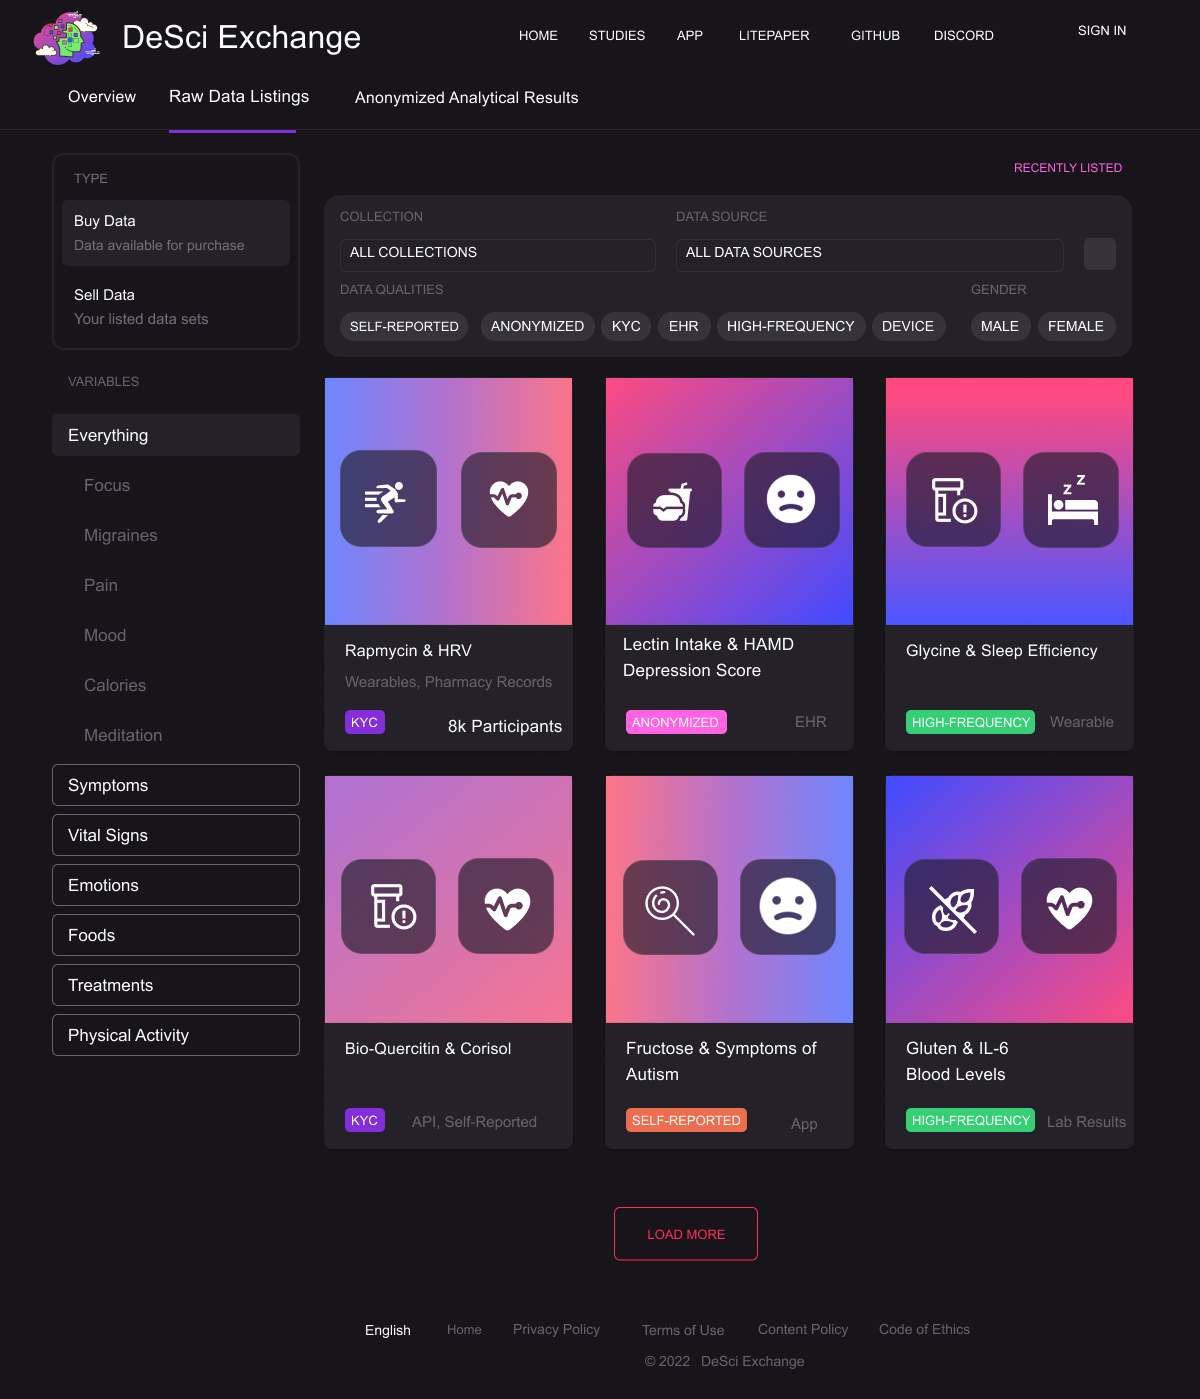 DeSci Exchange
HOME STUDIES APP LITEPAPER GITHUB DISCORD SIGN IN
Overview Raw Data Listings Anonymized Analytical Results
RECENTLY LISTED
TYPE
Buy Data
Data available for purchase
Sell Data
Your listed data sets
VARIABLES
Everything
Focus
Migraines
Pain
Mood
Calories
Meditation
Symptoms
Vital Signs
Emotions
Foods
Treatments
Physical Activity
COLLECTION DATA SOURCE
ALL COLLECTIONS ALL DATA SOURCES
DATA QUALITIES GENDER
SELF-REPORTED ANONYMIZED KYC EHR HIGH-FREQUENCY DEVICE MALE FEMALE
Rapmycin & HRV
Wearables, Pharmacy Records
KYC 8k Participants
Lectin Intake & HAMD
Depression Score
ANONYMIZED EHR
z z
Glycine & Sleep Efficiency
HIGH-FREQUENCY Wearable
Bio-Quercitin & Corisol
KYC API, Self-Reported
Fructose & Symptoms of
Autism
SELF-REPORTED App
Gluten & IL-6
Blood Levels
HIGH-FREQUENCY Lab Results
LOAD MORE
English Home Privacy Policy Terms of Use Content Policy Code of Ethics
© 2022 DeSci Exchange